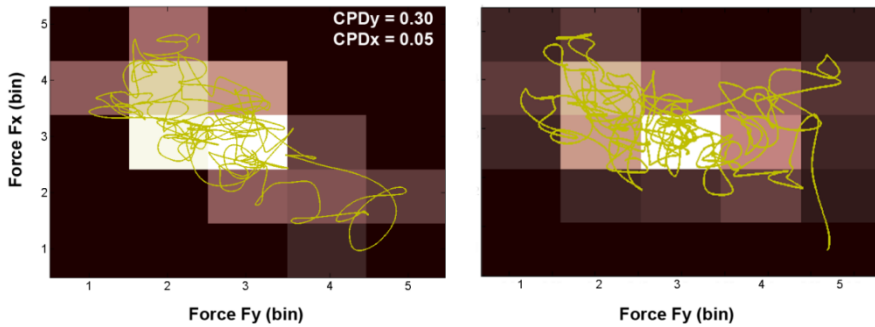 CPDy = 0.30
CPDx = 0.05
Force Fx (bin)
5
4
3
2
1
1 2 3 4 5
1 2 3 4 5
Force Fy (bin)
Force Fy (bin)